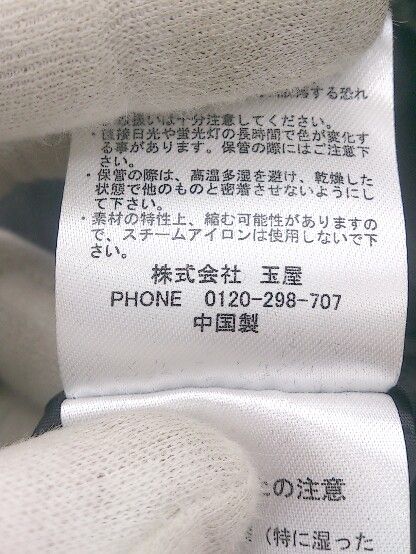 する恐れ
扱いは十分注意してください。
・直接日光や蛍光灯の長時間で色が変化す
る事があります。保管の際にはご注意下
さい。
・保管の際は、高温多湿を避け、乾燥した
状態で他のものと密着させないようにし
て下さい。
・素材の特性上、縮む可能性がありますの
で、スチームアイロンは使用しないで下
さい。
株式会社 玉屋
PHONE 0120-298-707
中国製
の注意
（特に湿った